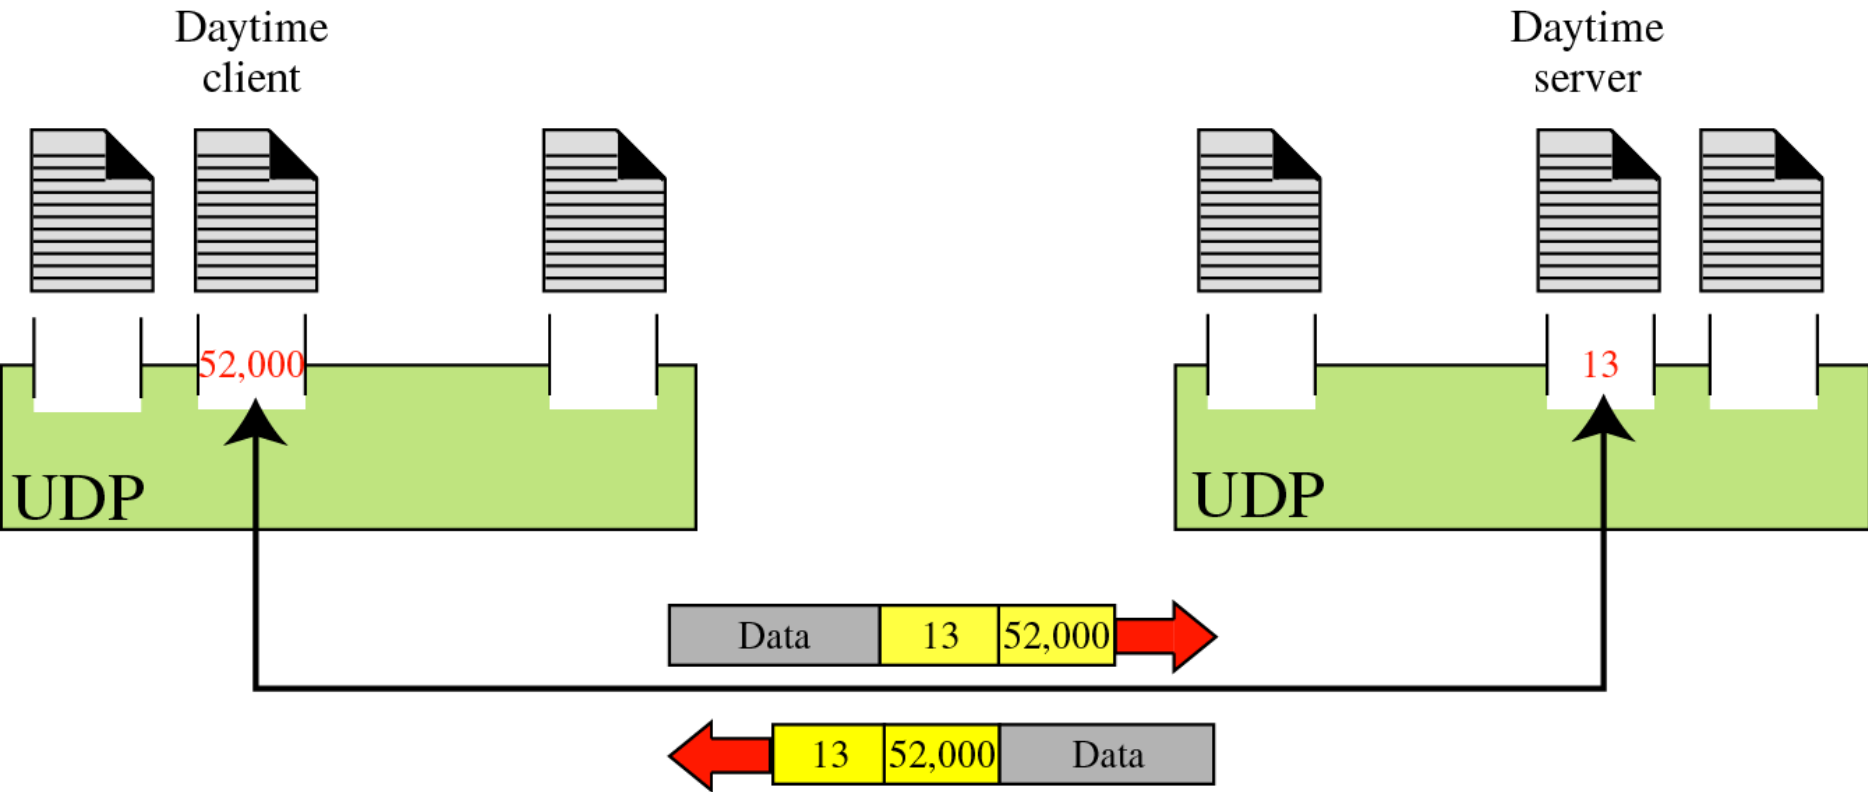 Daytime
client
Daytime
server
52,000
13
UDP
UDP
Data 13 52,000
13 52,000 Data